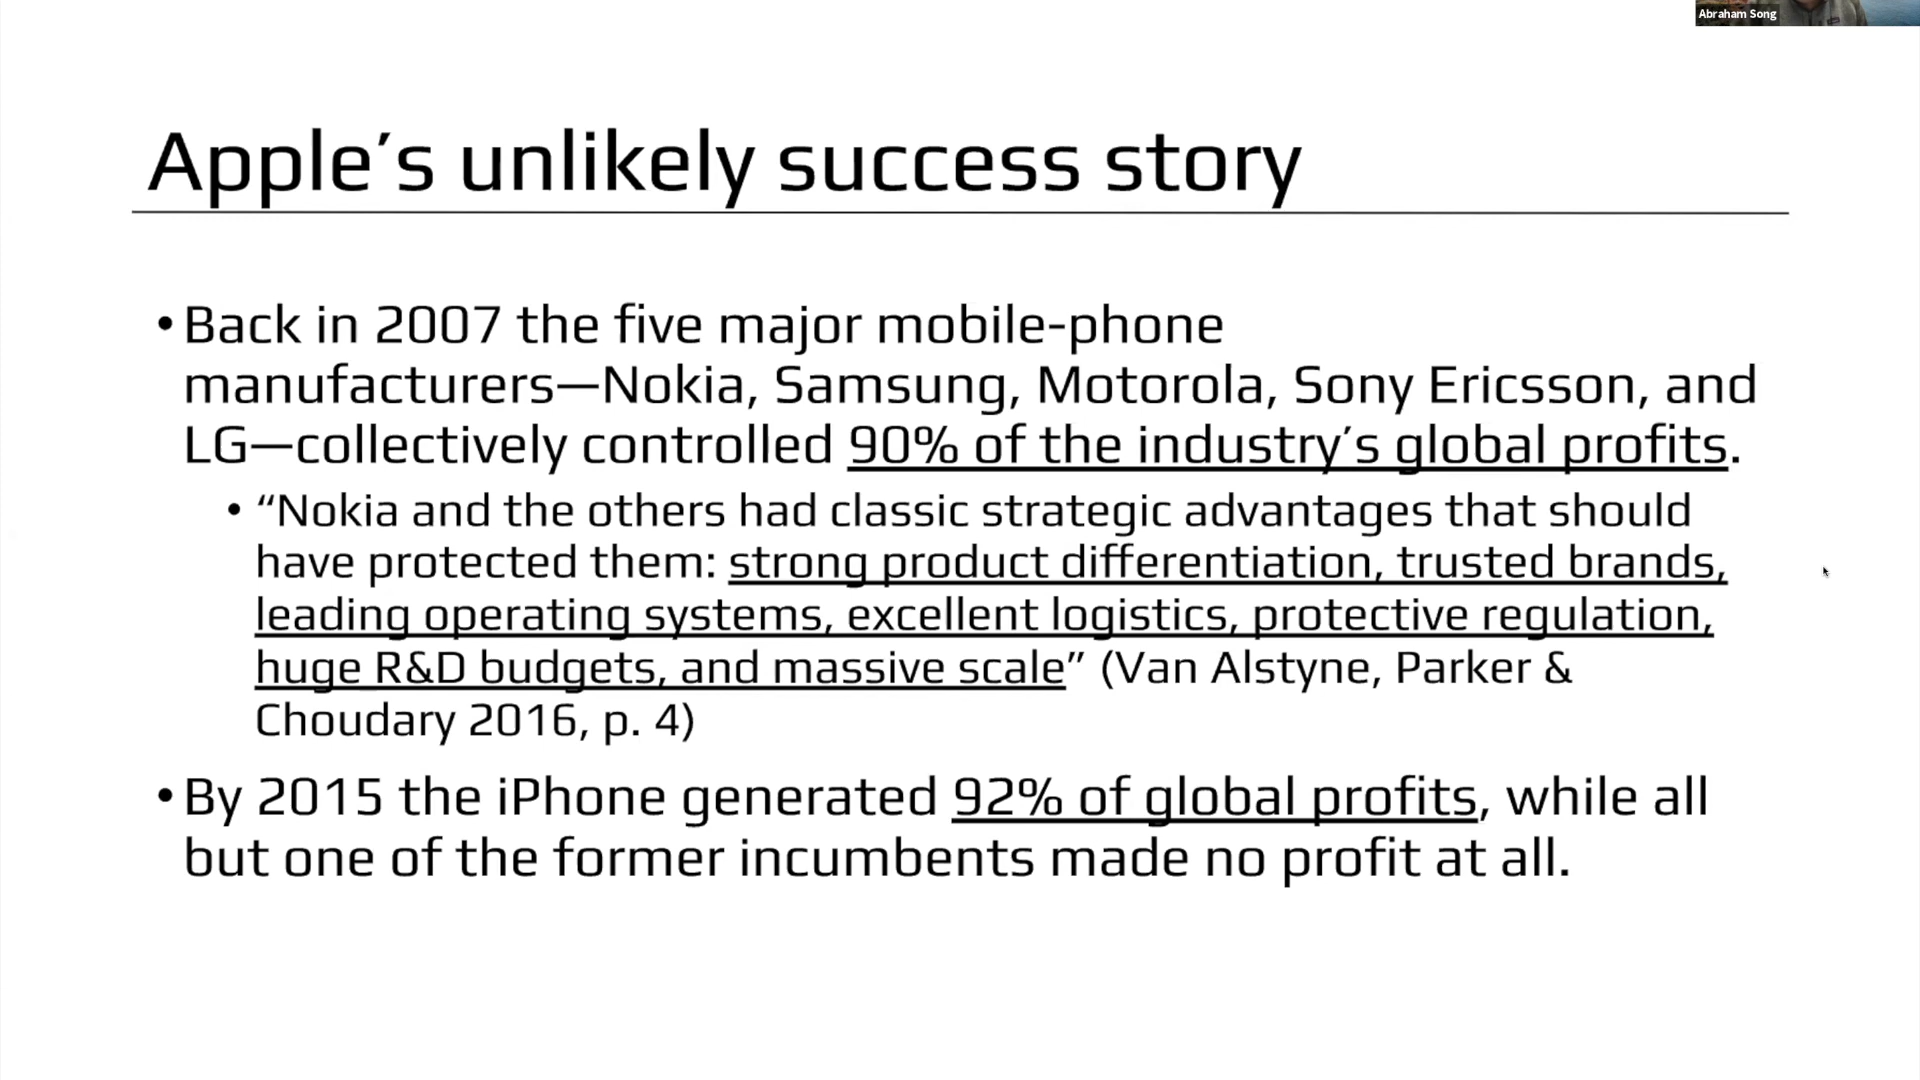 Abraham Song
Apple’s unlikely success story
•Back in 2007 the five major mobile-phone
manufacturers—Nokia, Samsung, Motorola, Sony Ericsson, and
LG—collectively controlled 90% of the industry’s global profits.
• “Nokia and the others had classic strategic advantages that should
have protected them: strong product differentiation, trusted brands,
leading operating systems, excellent logistics, protective regulation,
huge R&D budgets, and massive scale” (Van Alstyne, Parker &
Choudary 2016, p. 4)
•By 2015 the iPhone generated 92% of global profits, while all
but one of the former incumbents made no profit at all.